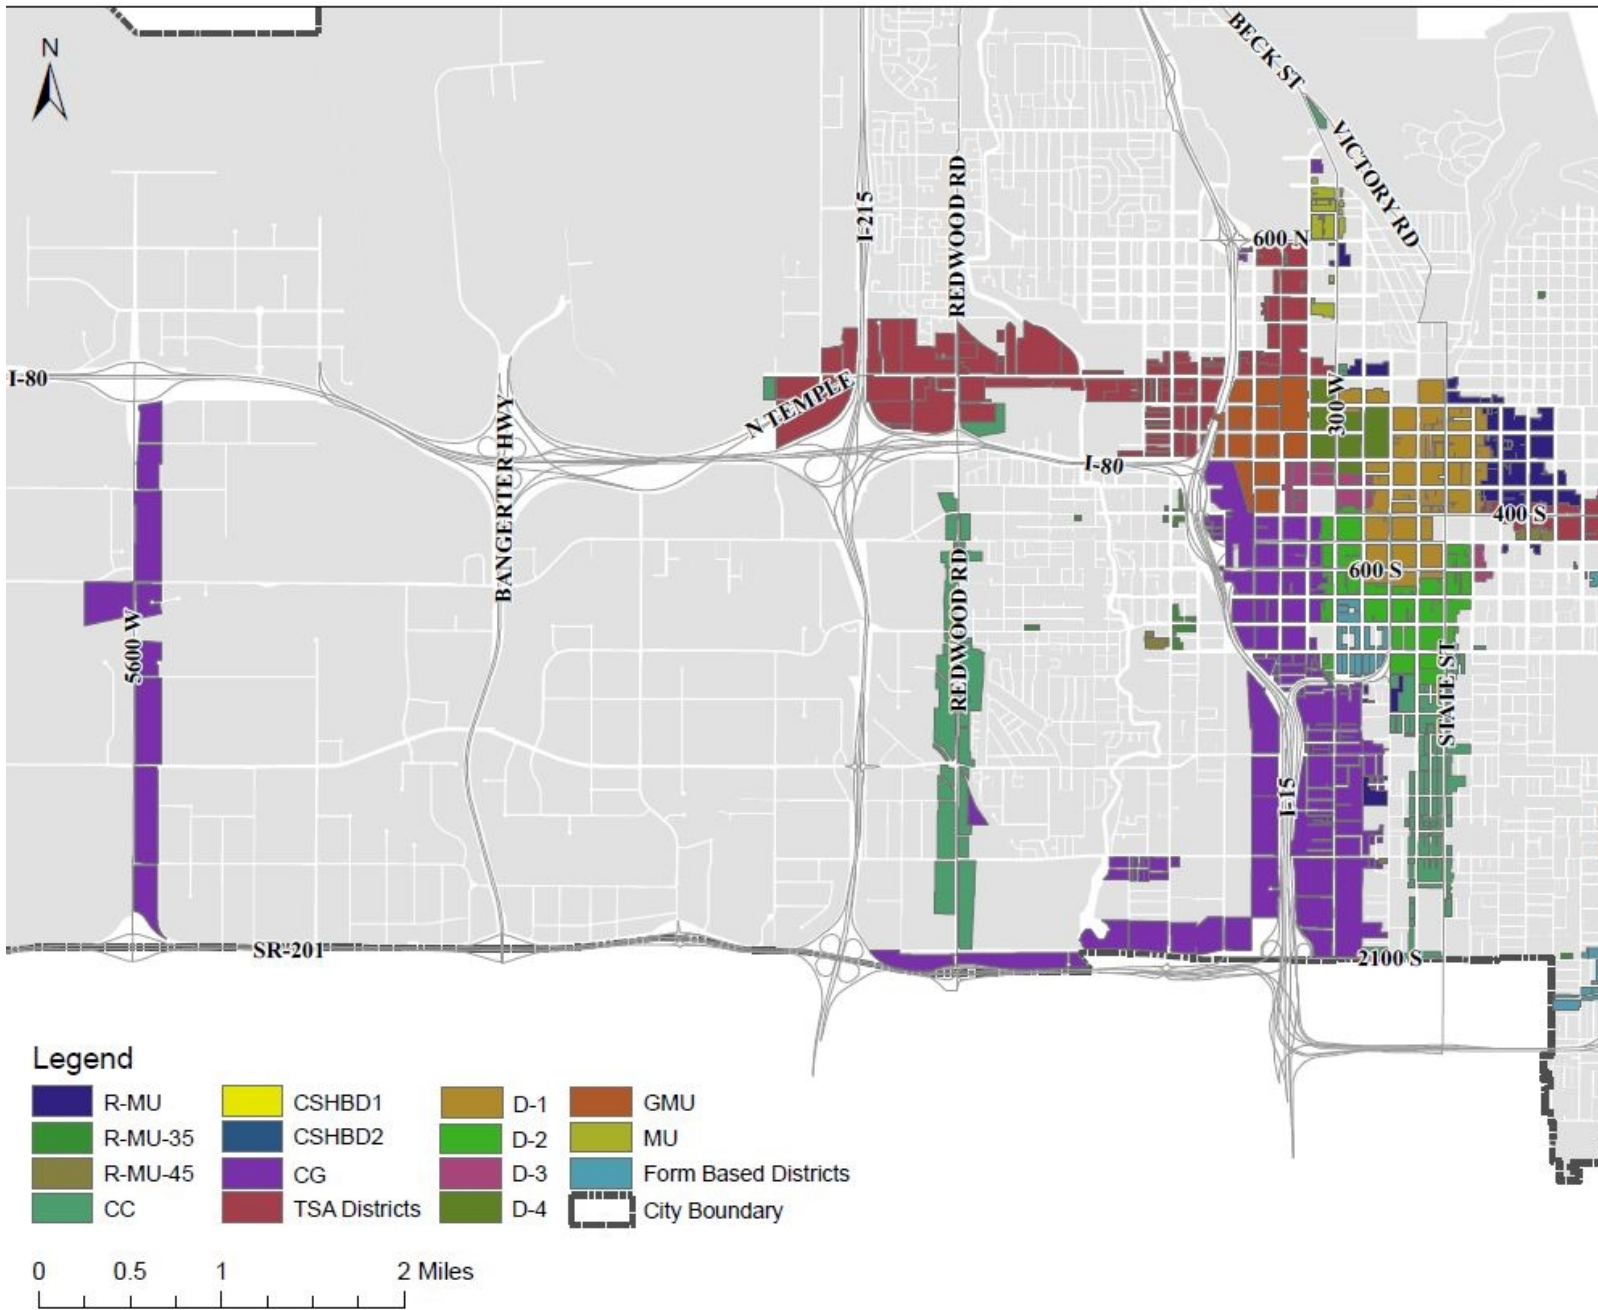 N
BECK ST
VICTORY RD
I-215
REDWOOD RD
600 N
I-80
N TEMPLE
300 W
BANGERTER HWY
I-80
400 S
600 S
5600 W
REDWOOD RD
STATE ST
I-15
SR-201
2100 S
Legend
R-MU
CSHBD1
D-1
GMU
R-MU-35
CSHBD2
D-2
MU
R-MU-45
CG
D-3
Form Based Districts
CC
TSA Districts
D-4
City Boundary
0 0.5 1 2 Miles